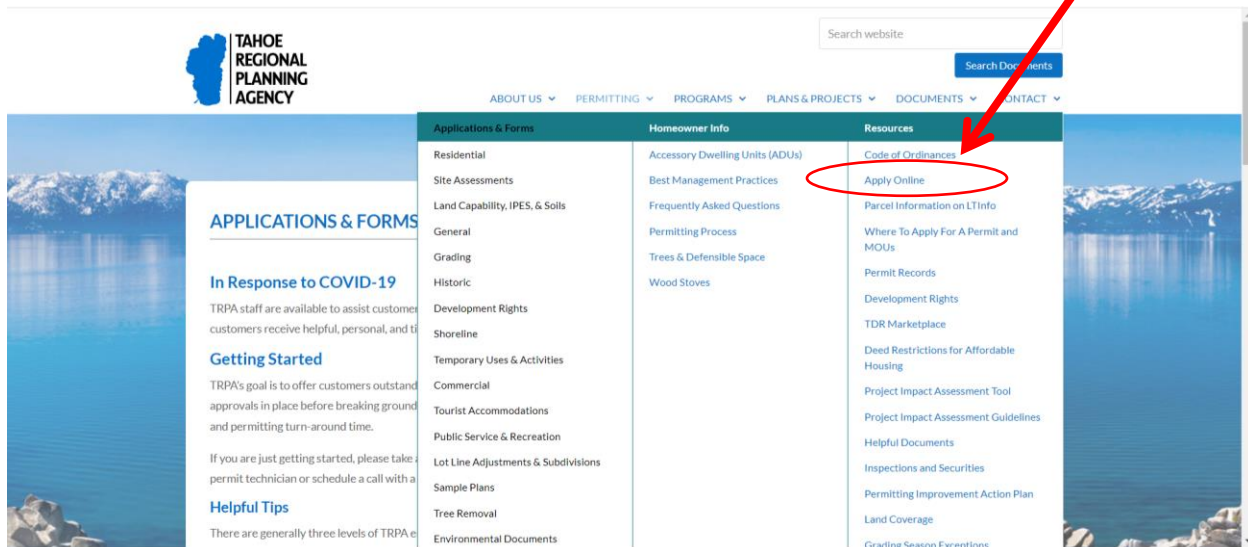 TAHOE
REGIONAL
PLANNING
AGENCY
Search website
Search Documents
ABOUT US PERMITTING PROGRAMS PLANS & PROJECTS DOCUMENTS CONTACT
Applications & Forms
Residential
Site Assessments
Land Capability, IPES, & Soils
General
Grading
Historic
Development Rights
Shoreline
Temporary Uses & Activities
Commercial
Tourist Accommodations
Public Service & Recreation
Lot Line Adjustments & Subdivisions
Sample Plans
Tree Removal
Environmental Documents
Homeowner Info
Accessory Dwelling Units (ADUs)
Best Management Practices
Frequently Asked Questions
Permitting Process
Trees & Defensible Space
Wood Stoves
Resources
Code of Ordinances
Apply Online
Parcel Information on LTInfo
Where To Apply For A Permit and
MOUs
Permit Records
Development Rights
TDR Marketplace
Deed Restrictions for Affordable
Housing
Project Impact Assessment Tool
Project Impact Assessment Guidelines
Helpful Documents
Inspections and Securities
Permitting Improvement Action Plan
Land Coverage
Grading Season Exceptions
APPLICATIONS & FORMS
In Response to COVID-19
TRPA staff are available to assist customer
customers receive helpful, personal, and ti
Getting Started
TRPA's goal is to offer customers outstand
approvals in place before breaking ground
and permitting turn-around time.
If you are just getting started, please take
permit technician or schedule a call with a
Helpful Tips
There are generally three levels of TRPA e